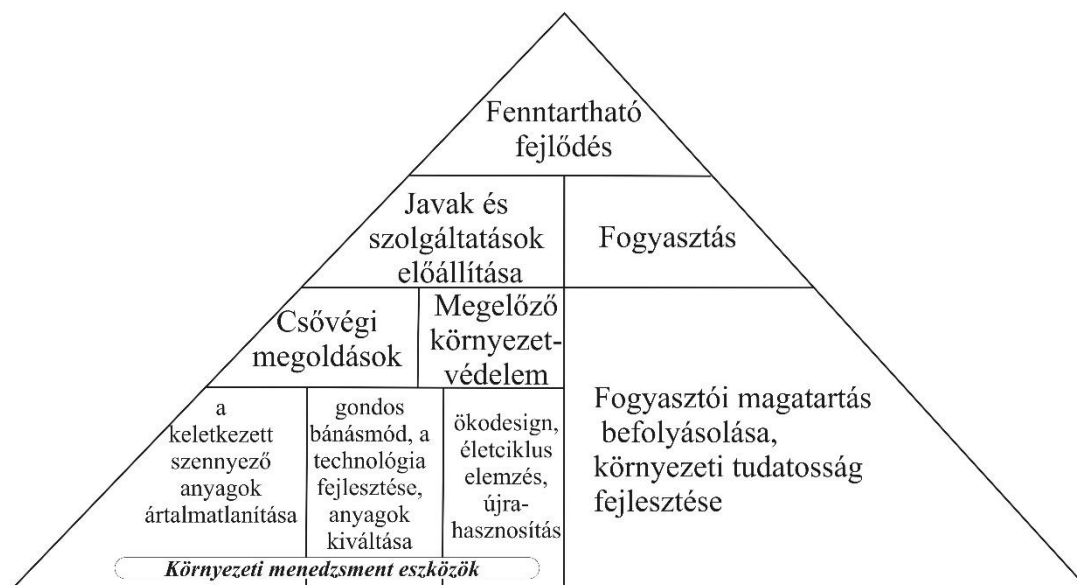 Fenntartható
fejlődés
Javak és
szolgáltatások
előállítása
Fogyasztás
Csővégi
megoldások
Megelőző
környezet-
védelem
a
keletkezett
szennyező
anyagok
ártalmatlanítása
gondos
bánásmód, a
technológia
fejlesztése,
anyagok
kiváltása
ökodesign,
életciklus
elemzés,
újra-
hasznosítás
Fogyasztói magatartás
befolyásolása,
környezeti tudatosság
fejlesztése
Környezeti menedzsment eszközök